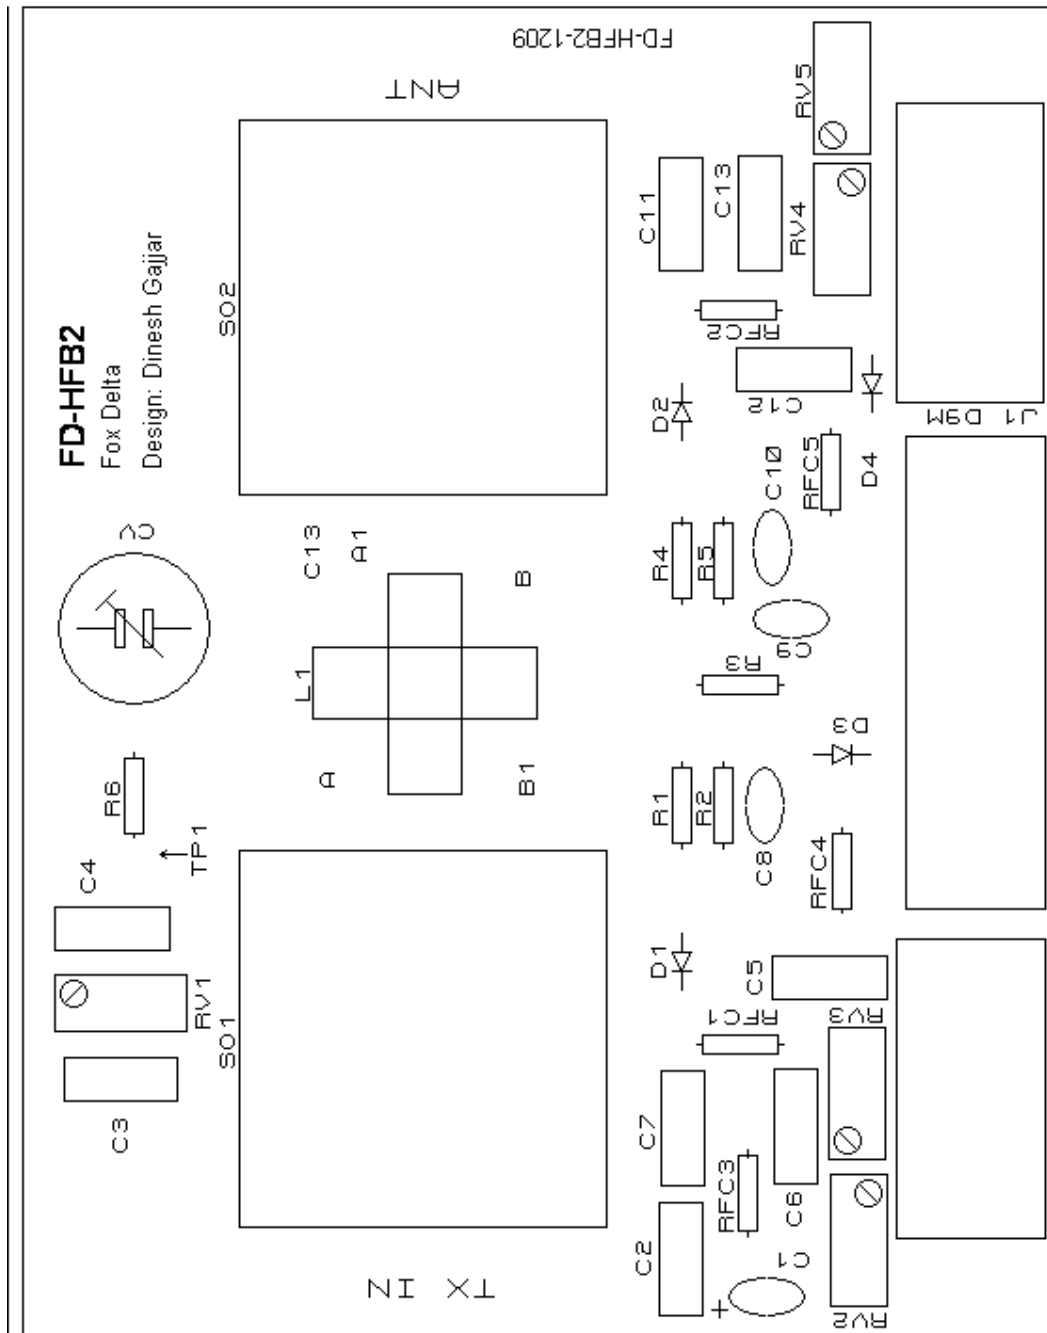 FD-HFB2-1209
ANT
RV5
C11
C13
RV4
SO2
RFC2
FD-HFB2
Fox Delta
Design: Dinesh Gajjar
D2
C12
J1 D9M
C10
RFC5
D4
CV
C13
A1
R4
R5
B
C9
L1
R3
D3
A
B1
R6
R1
R2
TP1
C4
C8
RFC4
D1
C5
RV1
SO1
RFC1
RV3
C3
C7
RFC3
C6
C2
+
C1
TX IN
RV2